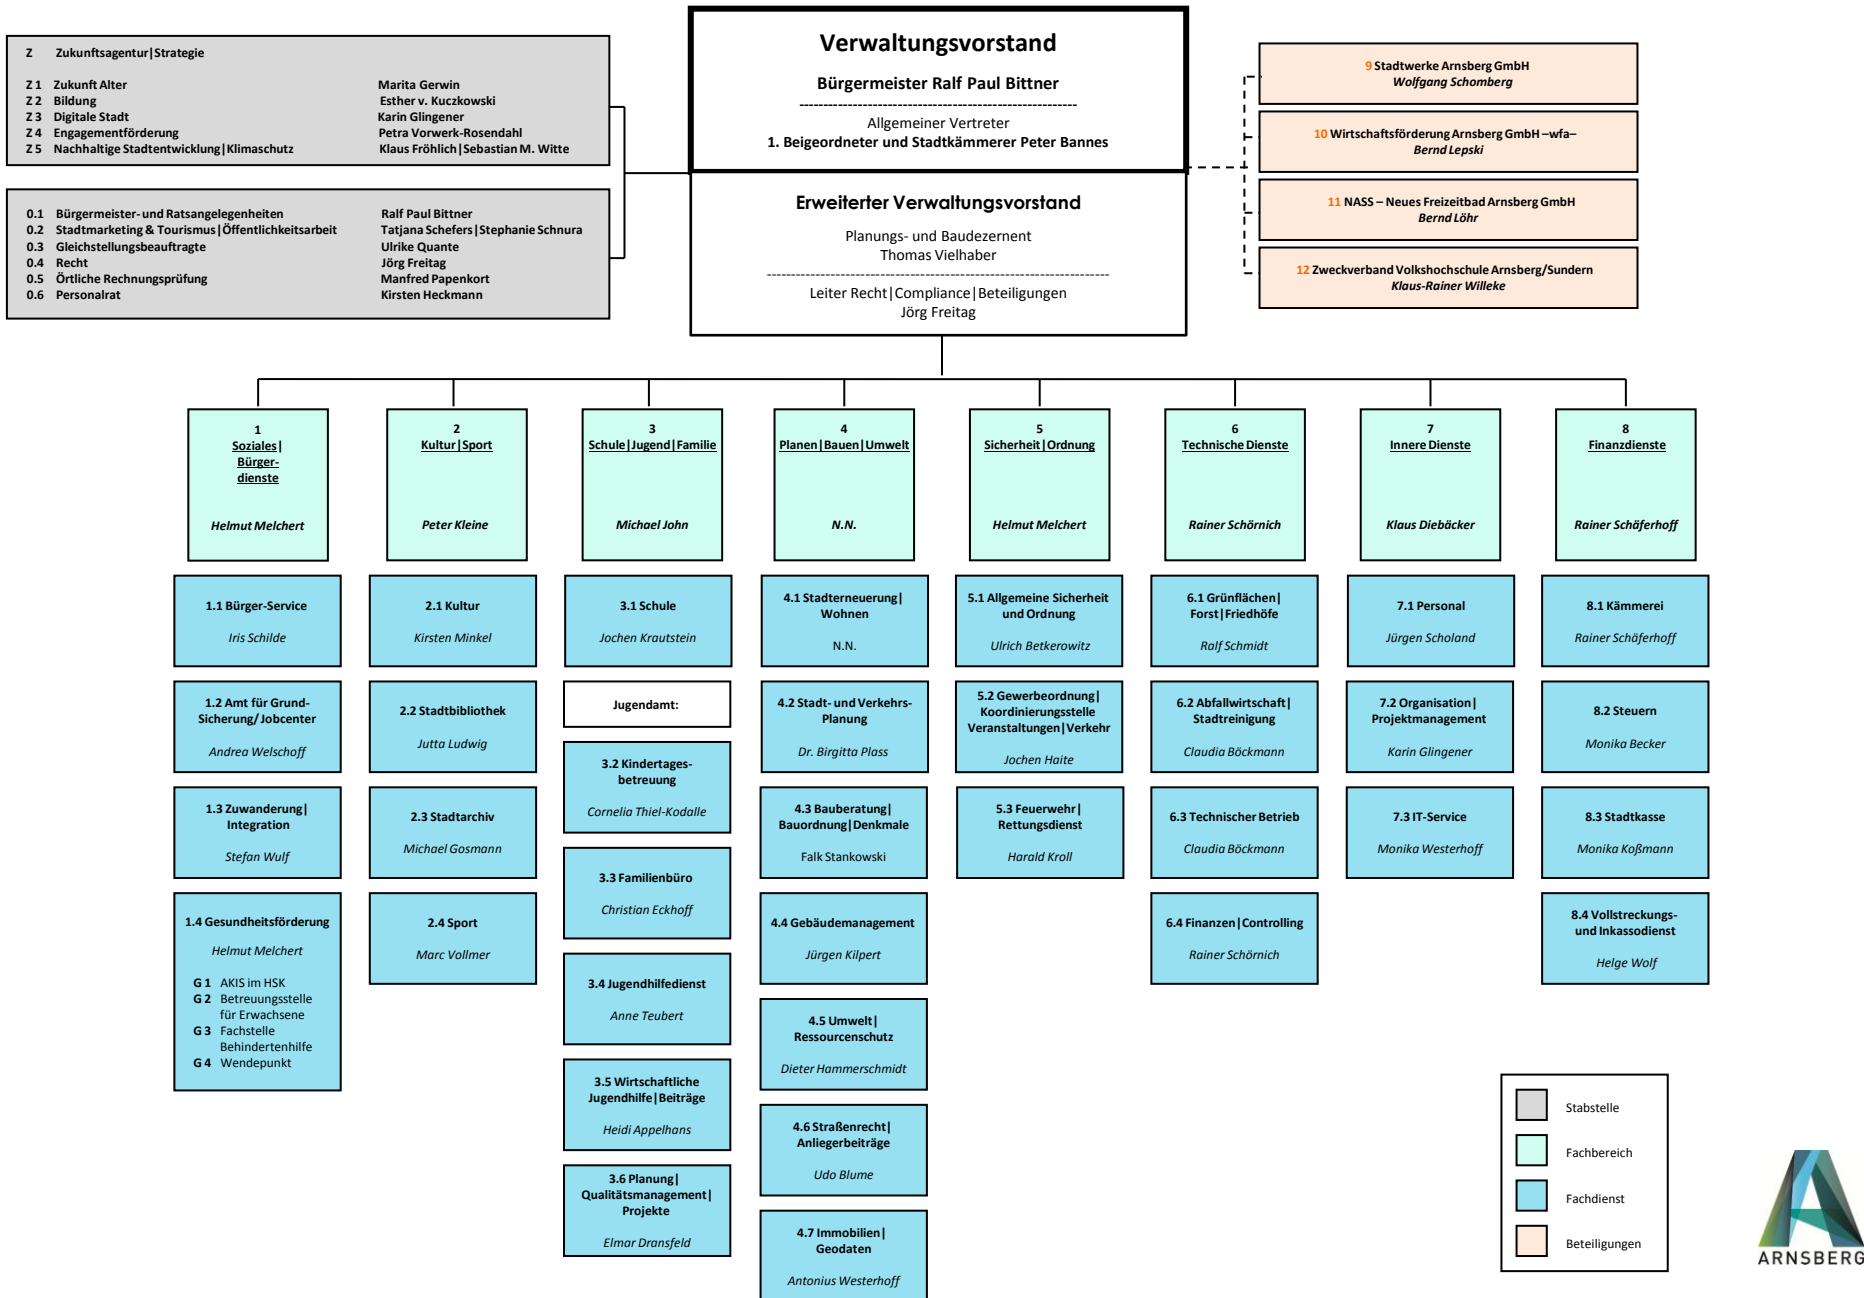 Z Zukunftsagentur|Strategie
Z 1 Zukunft Alter Marita Gerwin
Z 2 Bildung Esther v. Kuczkowski
Z 3 Digitale Stadt Karin Glingener
Z 4 Engagementförderung Petra Vorwerk-Rosendahl
Z 5 Nachhaltige Stadtentwicklung|Klimaschutz Klaus Fröhlich|Sebastian M. Witte
0.1 Bürgermeister- und Ratsangelegenheiten Ralf Paul Bittner
0.2 Stadtmarketing & Tourismus|Öffentlichkeitsarbeit Tatjana Schefers|Stephanie Schnura
0.3 Gleichstellungsbeauftragte Ulrike Quante
0.4 Recht Jörg Freitag
0.5 Örtliche Rechnungsprüfung Manfred Papenkort
0.6 Personalrat Kirsten Heckmann
Verwaltungsvorstand
Bürgermeister Ralf Paul Bittner
Allgemeiner Vertreter
1. Beigeordneter und Stadtkämmerer Peter Bannes
Erweiterter Verwaltungsvorstand
Planungs- und Baudezernent
Thomas Vielhaber
Leiter Recht|Compliance|Beteiligungen
Jörg Freitag
9 Stadtwerke Arnsberg GmbH
Wolfgang Schomberg
10 Wirtschaftsförderung Arnsberg GmbH –wfa–
Bernd Lepski
11 NASS – Neues Freizeitbad Arnsberg GmbH
Bernd Löhr
12 Zweckverband Volkshochschule Arnsberg/Sundern
Klaus-Rainer Willeke
1
Soziales|
Bürger-
dienste
Helmut Melchert
2
Kultur|Sport
Peter Kleine
3
Schule|Jugend|Familie
Michael John
4
Planen|Bauen|Umwelt
N.N.
5
Sicherheit|Ordnung
Helmut Melchert
6
Technische Dienste
Rainer Schörnich
7
Innere Dienste
Klaus Diebäcker
8
Finanzdienste
Rainer Schäferhoff
1.1 Bürger-Service
Iris Schilde
1.2 Amt für Grund-
Sicherung/Jobcenter
Andrea Welschoff
1.3 Zuwanderung|
Integration
Stefan Wulf
1.4 Gesundheitsförderung
Helmut Melchert
G 1 AKIS im HSK
G 2 Betreuungsstelle
für Erwachsene
G 3 Fachstelle
Behindertenhilfe
G 4 Wendepunkt
2.1 Kultur
Kirsten Minkel
2.2 Stadtbibliothek
Jutta Ludwig
2.3 Stadtarchiv
Michael Gosmann
2.4 Sport
Marc Vollmer
3.1 Schule
Jochen Krautstein
Jugendamt:
3.2 Kindertages-
betreuung
Cornelia Thiel-Kodalle
3.3 Familienbüro
Christian Eckhoff
3.4 Jugendhilfedienst
Anne Teubert
3.5 Wirtschaftliche
Jugendhilfe|Beiträge
Heidi Appelhans
3.6 Planung|
Qualitätsmanagement|
Projekte
Elmar Dransfeld
4.1 Stadterneuerung|
Wohnen
N.N.
4.2 Stadt- und Verkehrs-
Planung
Dr. Birgitta Plass
4.3 Bauberatung|
Bauordnung|Denkmale
Falk Stankowski
4.4 Gebäudemanagement
Jürgen Kilpert
4.5 Umwelt|
Ressourcenschutz
Dieter Hammerschmidt
4.6 Straßenrecht|
Anliegerbeiträge
Udo Blume
4.7 Immobilien|
Geodaten
Antonius Westerhoff
5.1 Allgemeine Sicherheit
und Ordnung
Ulrich Betkerowitz
5.2 Gewerbeordnung|
Koordinierungsstelle
Veranstaltungen|Verkehr
Jochen Haite
5.3 Feuerwehr|
Rettungsdienst
Harald Kroll
6.1 Grünflächen|
Forst|Friedhöfe
Ralf Schmidt
6.2 Abfallwirtschaft|
Stadtreinigung
Claudia Böckmann
6.3 Technischer Betrieb
Claudia Böckmann
6.4 Finanzen|Controlling
Rainer Schörnich
7.1 Personal
Jürgen Scholand
7.2 Organisation|
Projektmanagement
Karin Glingener
7.3 IT-Service
Monika Westerhoff
8.1 Kämmerei
Rainer Schäferhoff
8.2 Steuern
Monika Becker
8.3 Stadtkasse
Monika Koßmann
8.4 Vollstreckungs-
und Inkassodienst
Helge Wolf
Stabstelle
Fachbereich
Fachdienst
Beteiligungen
ARNSBERG